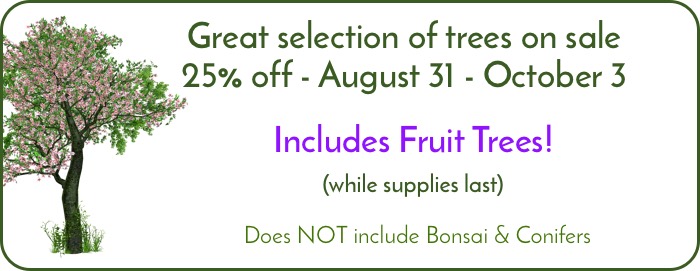 Great selection of trees on sale
25% off - August 31 - October 3
Includes Fruit Trees!
(while supplies last)
Does NOT include Bonsai & Conifers